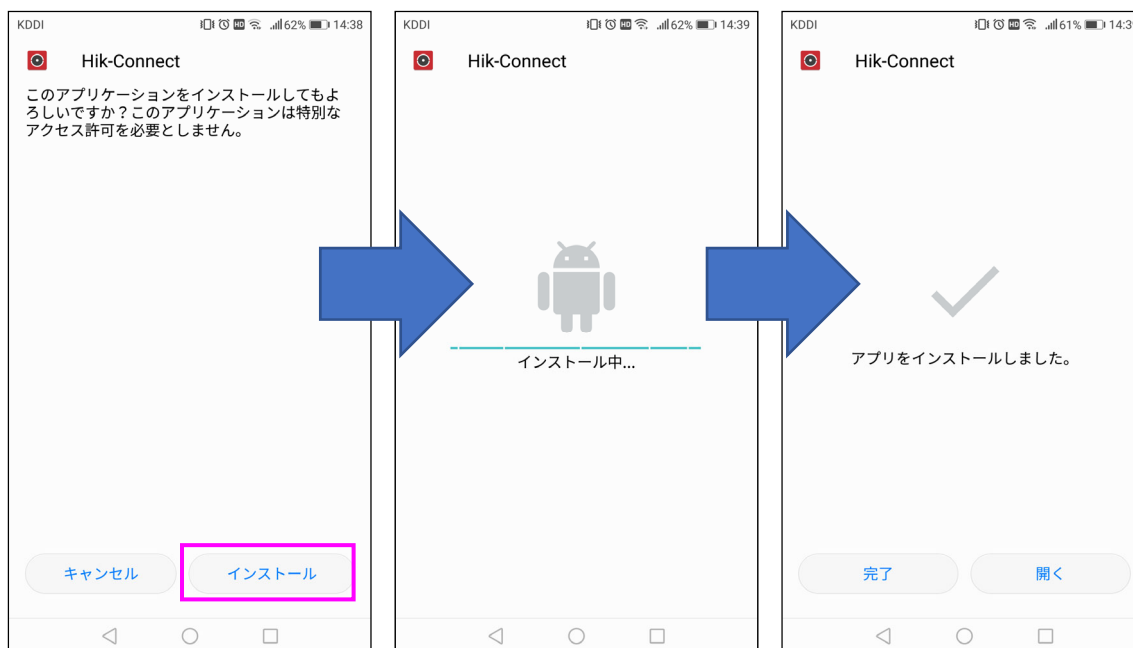 KDDI HD 62% 14:38
Hik-Connect
このアプリケーションをインストールしてもよ
ろしいですか？このアプリケーションは特別な
アクセス許可を必要としません。
キャンセル
インストール
KDDI HD 62% 14:39
Hik-Connect
インストール中...
KDDI HD 61% 14:39
Hik-Connect
アプリをインストールしました。
完了
開く